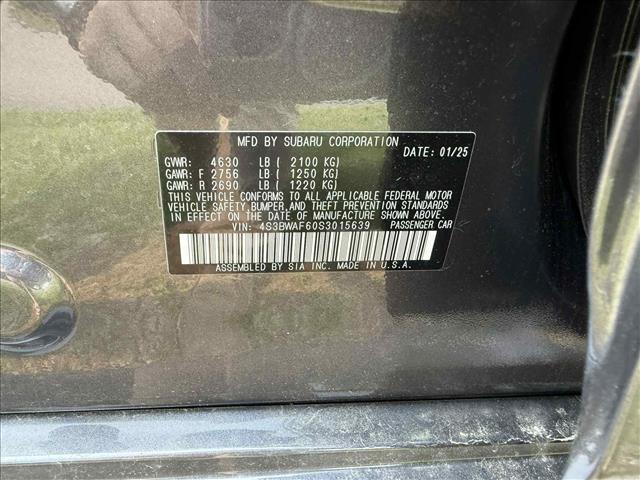 MFD BY SUBARU CORPORATION
DATE: 01/25
GVWR: 4630 LB ( 2100 KG)
GAWR: F 2756 LB ( 1250 KG)
GAWR: R 2690 LB ( 1220 KG)
THIS VEHICLE CONFORMS TO ALL APPLICABLE FEDERAL MOTOR
VEHICLE SAFETY, BUMPER, AND THEFT PREVENTION STANDARDS
IN EFFECT ON THE DATE OF MANUFACTURE SHOWN ABOVE.
VIN: 4S3BWAF60S3015639 PASSENGER CAR
ASSEMBLED BY SIA INC. MADE IN U.S.A.